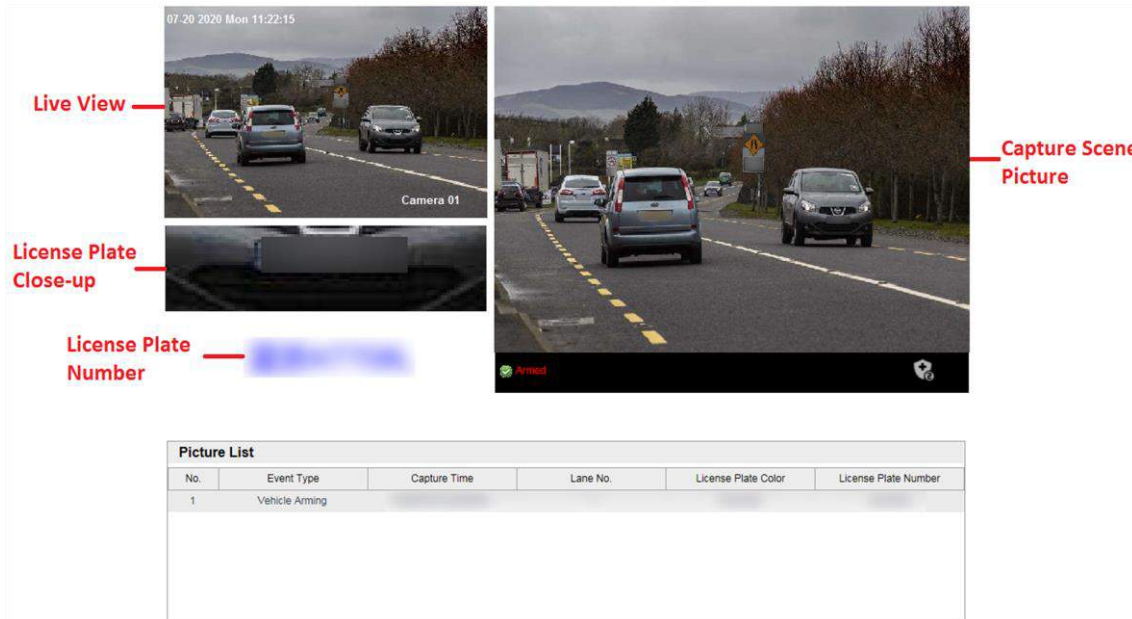 07-20 2020 Mon 11:22:15
Live View
Camera 01
Capture Scene
Picture
License Plate
Close-up
License Plate
Number
Armed
Picture List
No. Event Type Capture Time Lane No. License Plate Color License Plate Number
1 Vehicle Arming